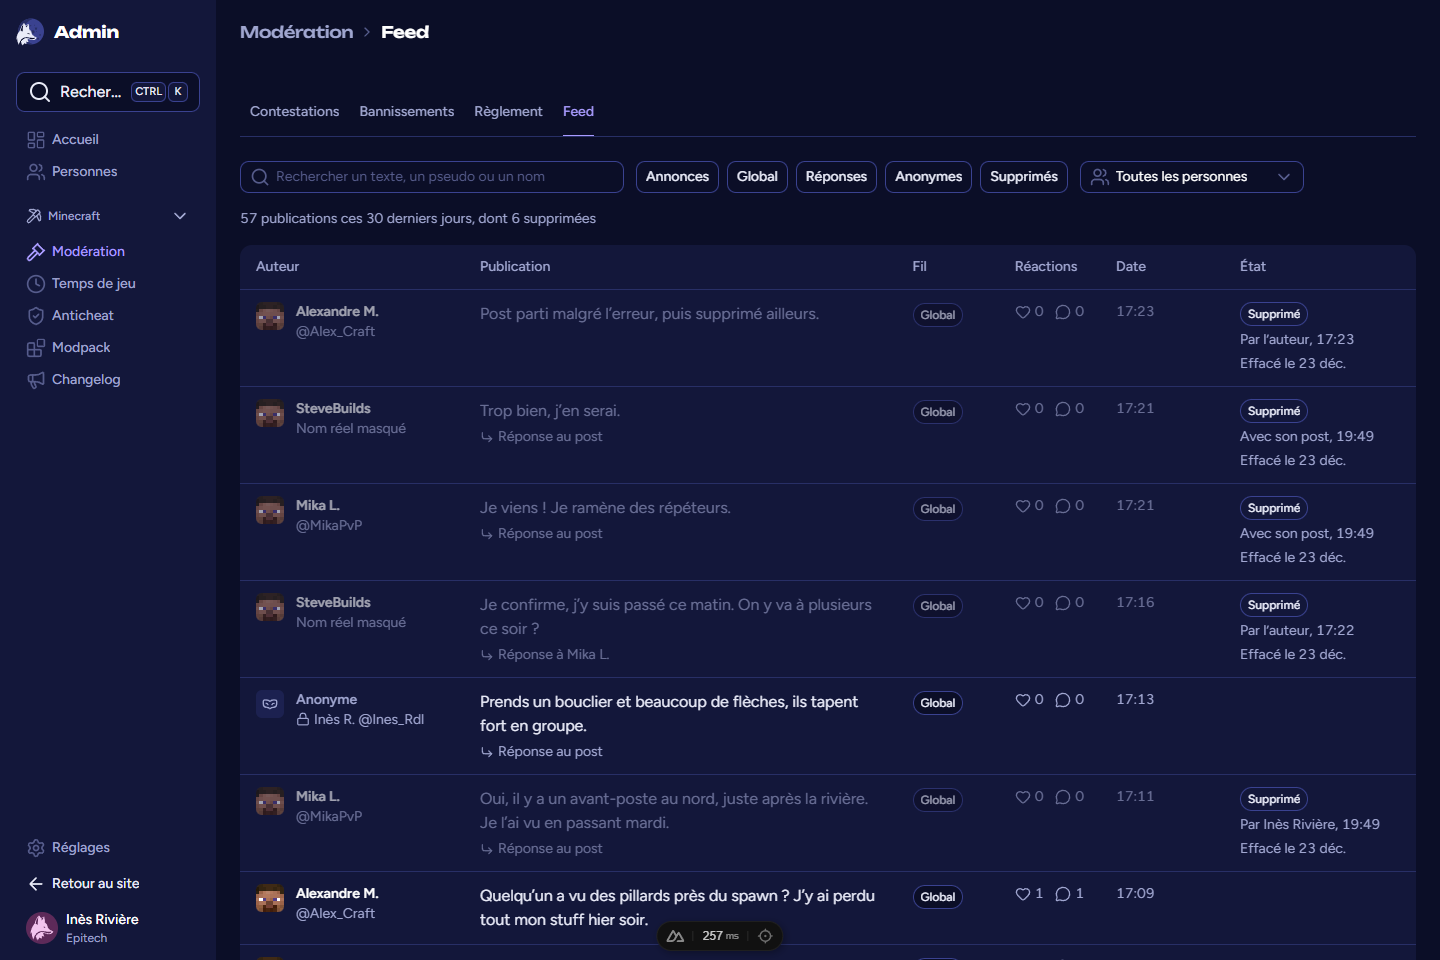 Admin
Modération > Feed
Recher... CTRL K
Accueil
Personnes
Minecraft
Modération
Temps de jeu
Anticheat
Modpack
Changelog
Réglages
Retour au site
Inès Rivière
Epitech
Contestations Bannissements Règlement Feed
Rechercher un texte, un pseudo ou un nom Annonces Global Réponses Anonymes Supprimés Toutes les personnes
57 publications ces 30 derniers jours, dont 6 supprimées
Auteur Publication Fil Réactions Date État
Alexandre M. Post parti malgré l’erreur, puis supprimé ailleurs. Global 0 0 17:23 Supprimé
@Alex_Craft Par l’auteur, 17:23
Effacé le 23 déc.
SteveBuilds Trop bien, j’en serai. Global 0 0 17:21 Supprimé
Nom réel masqué Réponse au post Avec son post, 19:49
Effacé le 23 déc.
Mika L. Je viens ! Je ramène des répéteurs. Global 0 0 17:21 Supprimé
@MikaPvP Réponse au post Avec son post, 19:49
Effacé le 23 déc.
SteveBuilds Je confirme, j’y suis passé ce matin. On y va à plusieurs Global 0 0 17:16 Supprimé
Nom réel masqué ce soir ? Par l’auteur, 17:22
Réponse à Mika L. Effacé le 23 déc.
Anonyme Prends un bouclier et beaucoup de flèches, ils tapent Global 0 0 17:13
Inès R. @Ines_Rdl fort en groupe.
Réponse au post
Mika L. Oui, il y a un avant-poste au nord, juste après la rivière. Global 0 0 17:11 Supprimé
@MikaPvP Je l’ai vu en passant mardi. Par Inès Rivière, 19:49
Réponse au post Effacé le 23 déc.
Alexandre M. Quelqu’un a vu des pillards près du spawn ? J’y ai perdu Global 1 1 17:09
@Alex_Craft tout mon stuff hier soir.
257 ms